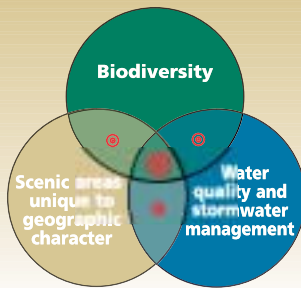 Biodiversity
Scenic areas
unique to
geographic
character
Water
quality and
stormwater
management